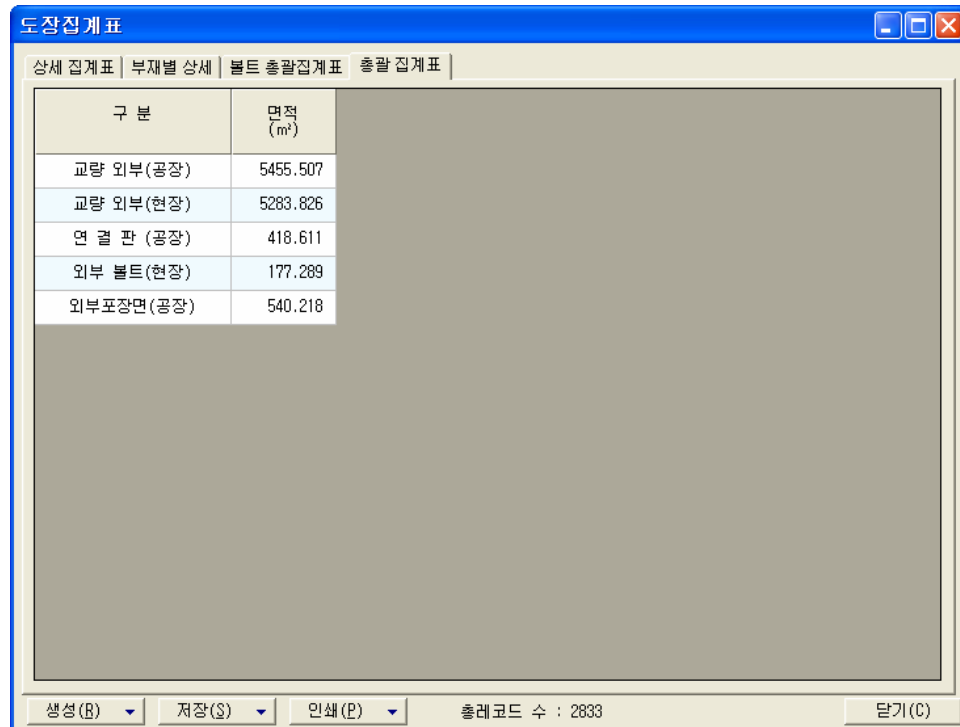 도장집계표
상세 집계표 부재별 상세 볼트 총괄집계표 총괄 집계표
구 분 면적
(m²)
교량 외부(공장) 5455.507
교량 외부(현장) 5283.826
연 결 판 (공장) 418.611
외부 볼트(현장) 177.289
외부포장면(공장) 540.218
생성(R) 저장(S) 인쇄(P) 총레코드 수 : 2833 닫기(C)